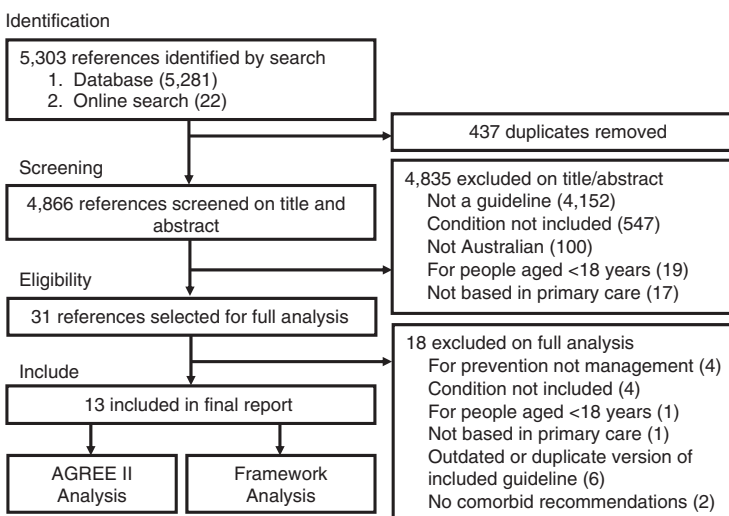 Identification
5,303 references identified by search
1. Database (5,281)
2. Online search (22)
437 duplicates removed
Screening
4,866 references screened on title and
abstract
4,835 excluded on title/abstract
Not a guideline (4,152)
Condition not included (547)
Not Australian (100)
For people aged <18 years (19)
Not based in primary care (17)
Eligibility
31 references selected for full analysis
18 excluded on full analysis
For prevention not management (4)
Condition not included (4)
For people aged <18 years (1)
Not based in primary care (1)
Outdated or duplicate version of
included guideline (6)
No comorbid recommendations (2)
Include
13 included in final report
AGREE II
Analysis
Framework
Analysis